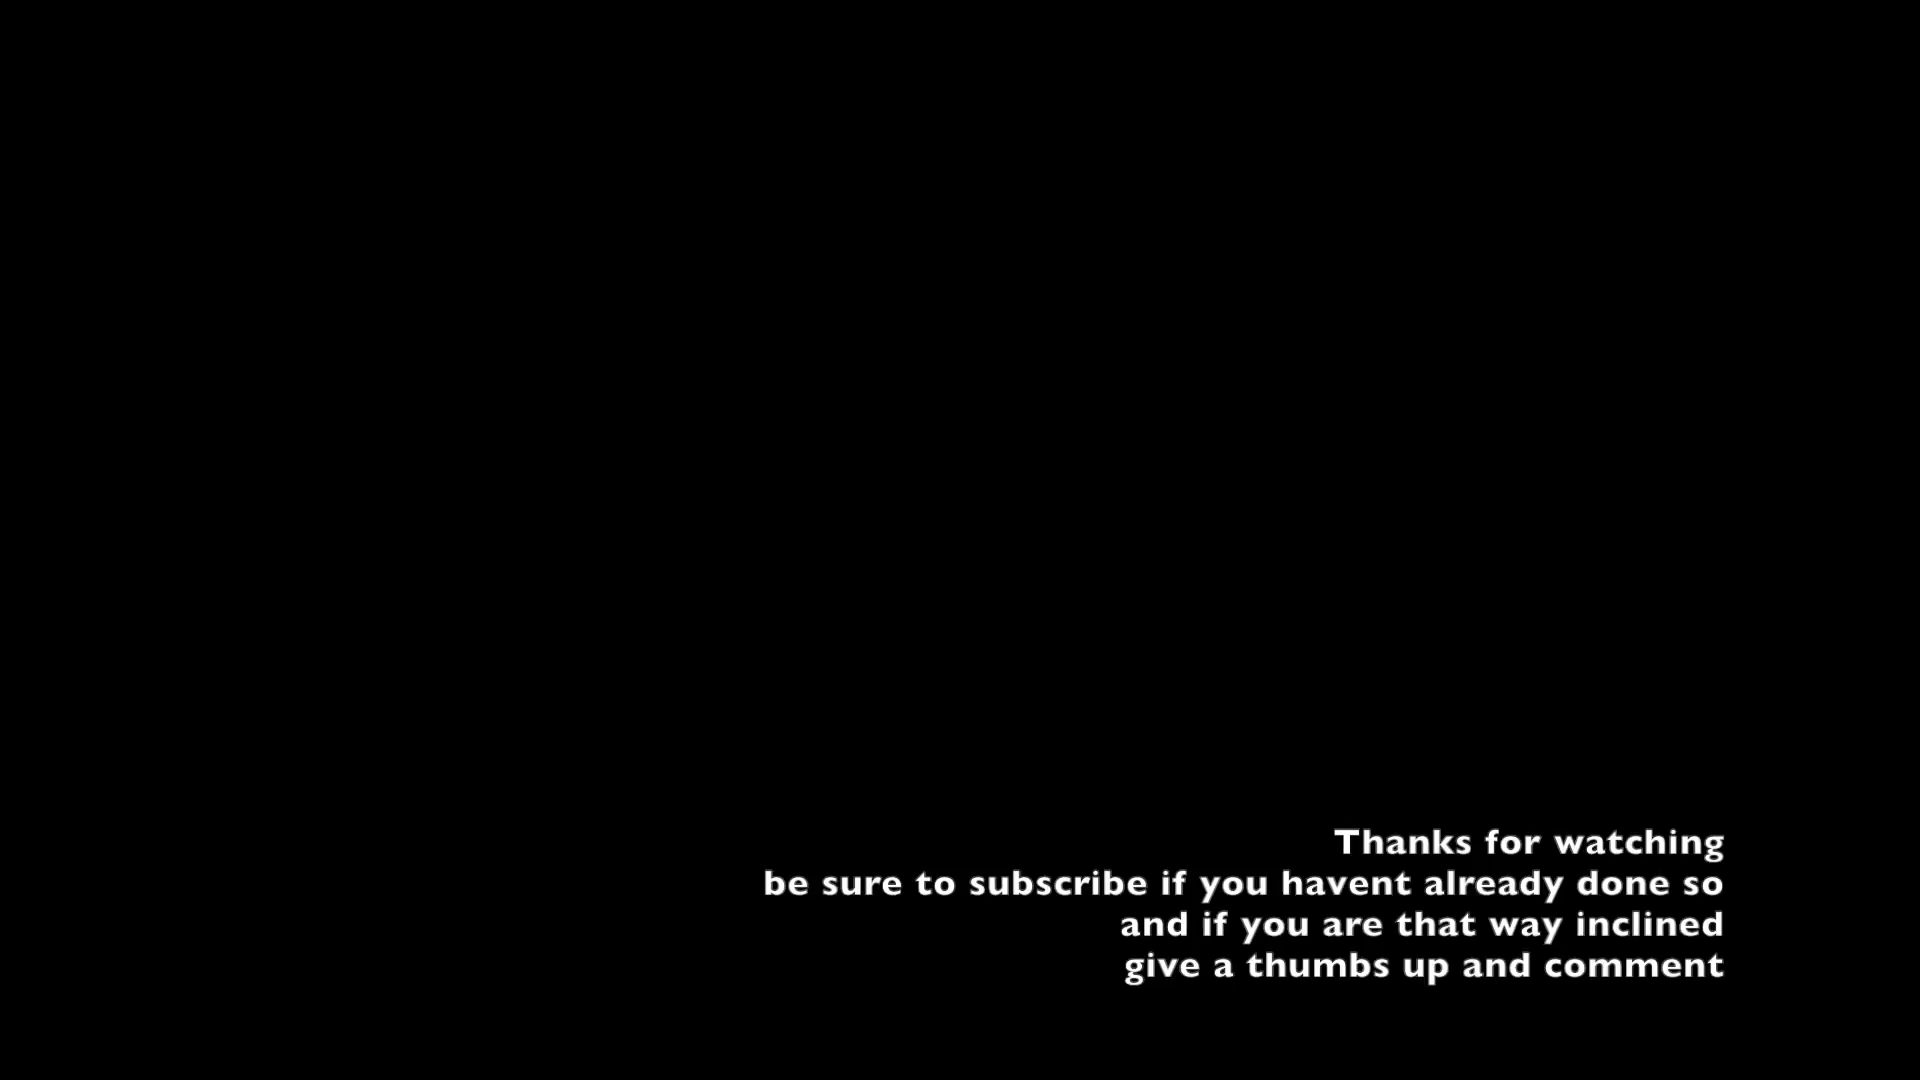 Thanks for watching
be sure to subscribe if you havent already done so
and if you are that way inclined
give a thumbs up and comment